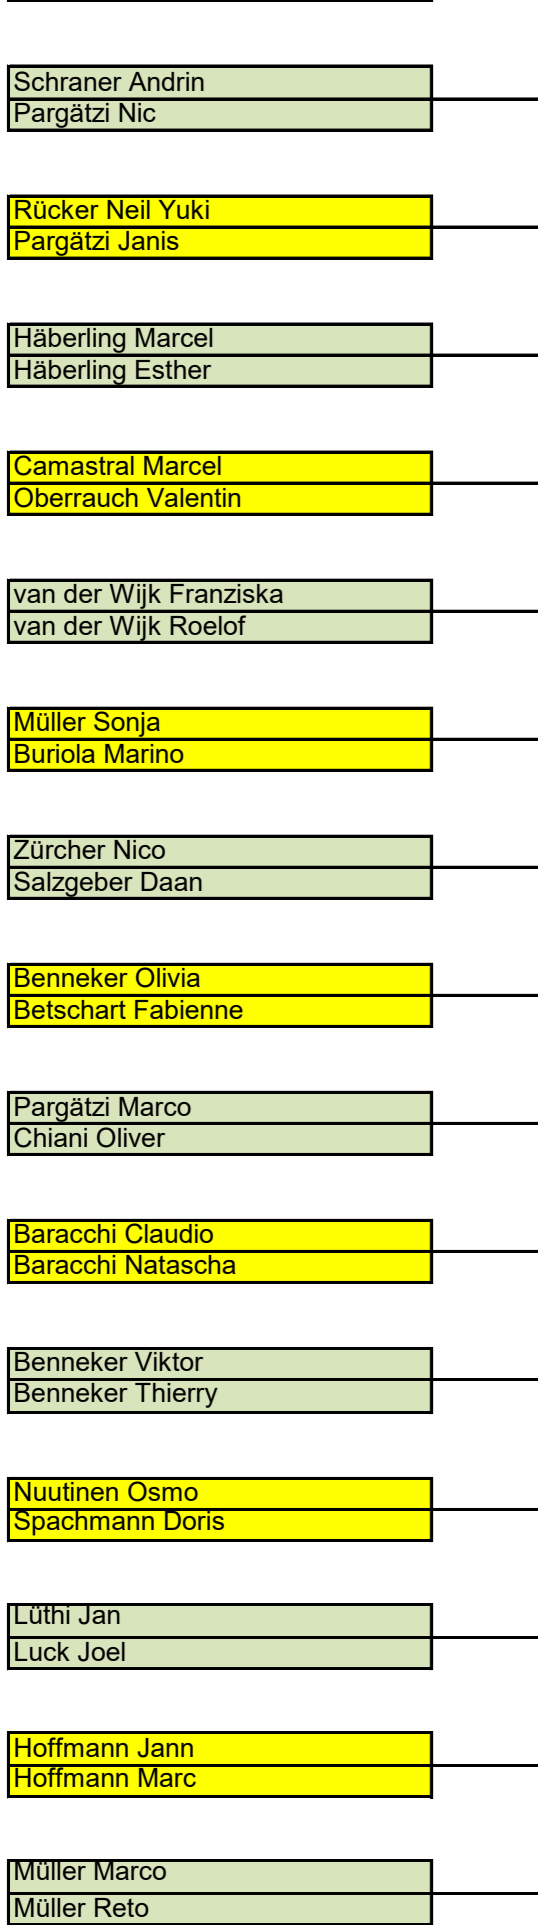 Schraner Andrin
Pargätzi Nic
Rücker Neil Yuki
Pargätzi Janis
Häberling Marcel
Häberling Esther
Camastral Marcel
Oberrauch Valentin
van der Wijk Franziska
van der Wijk Roelof
Müller Sonja
Buriola Marino
Zürcher Nico
Salzgeber Daan
Benneker Olivia
Betschart Fabienne
Pargätzi Marco
Chiani Oliver
Baracchi Claudio
Baracchi Natascha
Benneker Viktor
Benneker Thierry
Nuutinen Osmo
Spachmann Doris
Lüthi Jan
Luck Joel
Hoffmann Jann
Hoffmann Marc
Müller Marco
Müller Reto